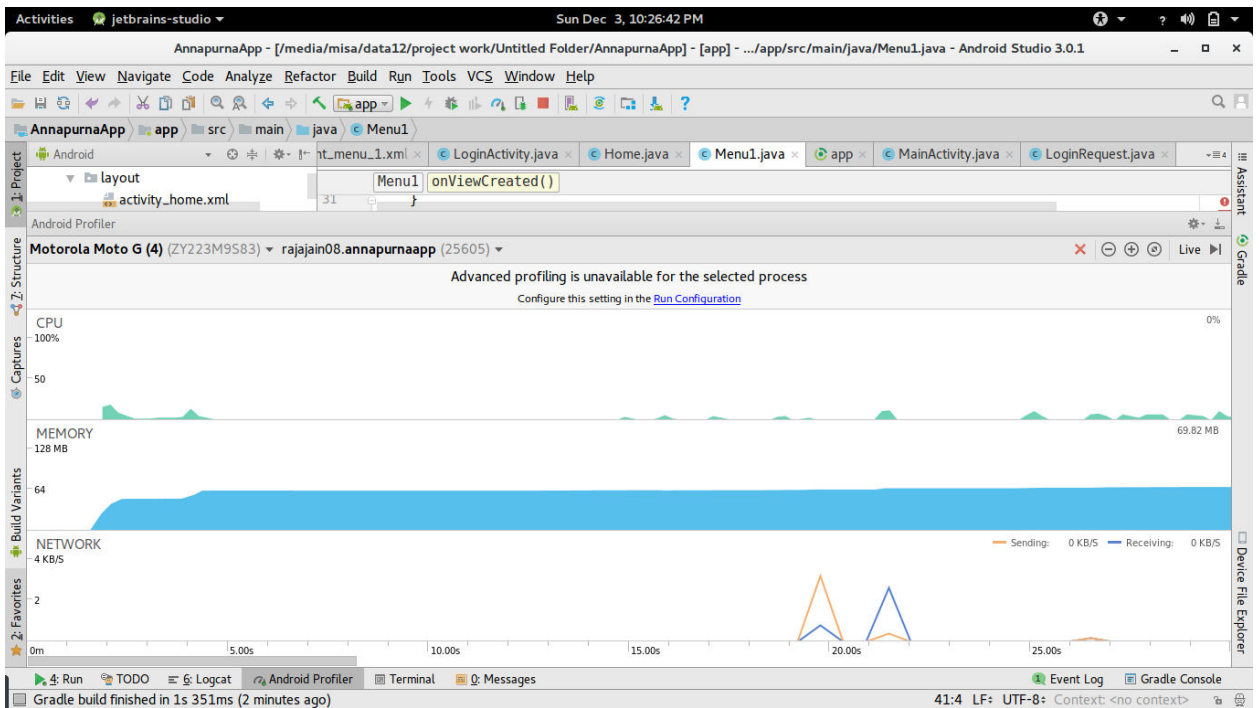 Activities jetbrains-studio Sun Dec 3, 10:26:42 PM ?
AnnapurnaApp - [/media/misa/data12/project work/Untitled Folder/AnnapurnaApp] - [app] - .../app/src/main/java/Menu1.java - Android Studio 3.0.1
File Edit View Navigate Code Analyze Refactor Build Run Tools VCS Window Help
app ?
AnnapurnaApp app src main java Menu1
Android nt_menu_1.xml LoginActivity.java Home.java Menu1.java app MainActivity.java LoginRequest.java 4
layout Menu1 onViewCreated()
activity_home.xml 31 }
Android Profiler
Motorola Moto G (4) (ZY223M9S83) rajajain08.annapurnaapp (25605) Live
Advanced profiling is unavailable for the selected process
Configure this setting in the Run Configuration
CPU 0%
100%
50
MEMORY 69.82 MB
128 MB
64
NETWORK Sending: 0 KB/S Receiving: 0 KB/S
4 KB/S
2
0m 5.00s 10.00s 15.00s 20.00s 25.00s
1: Project
7: Structure
Captures
Build Variants
2: Favorites
Assistant
Gradle
Device File Explorer
4: Run TODO 6: Logcat Android Profiler Terminal 0: Messages 1 Event Log Gradle Console
Gradle build finished in 1s 351ms (2 minutes ago) 41:4 LF÷ UTF-8÷ Context: <no context>